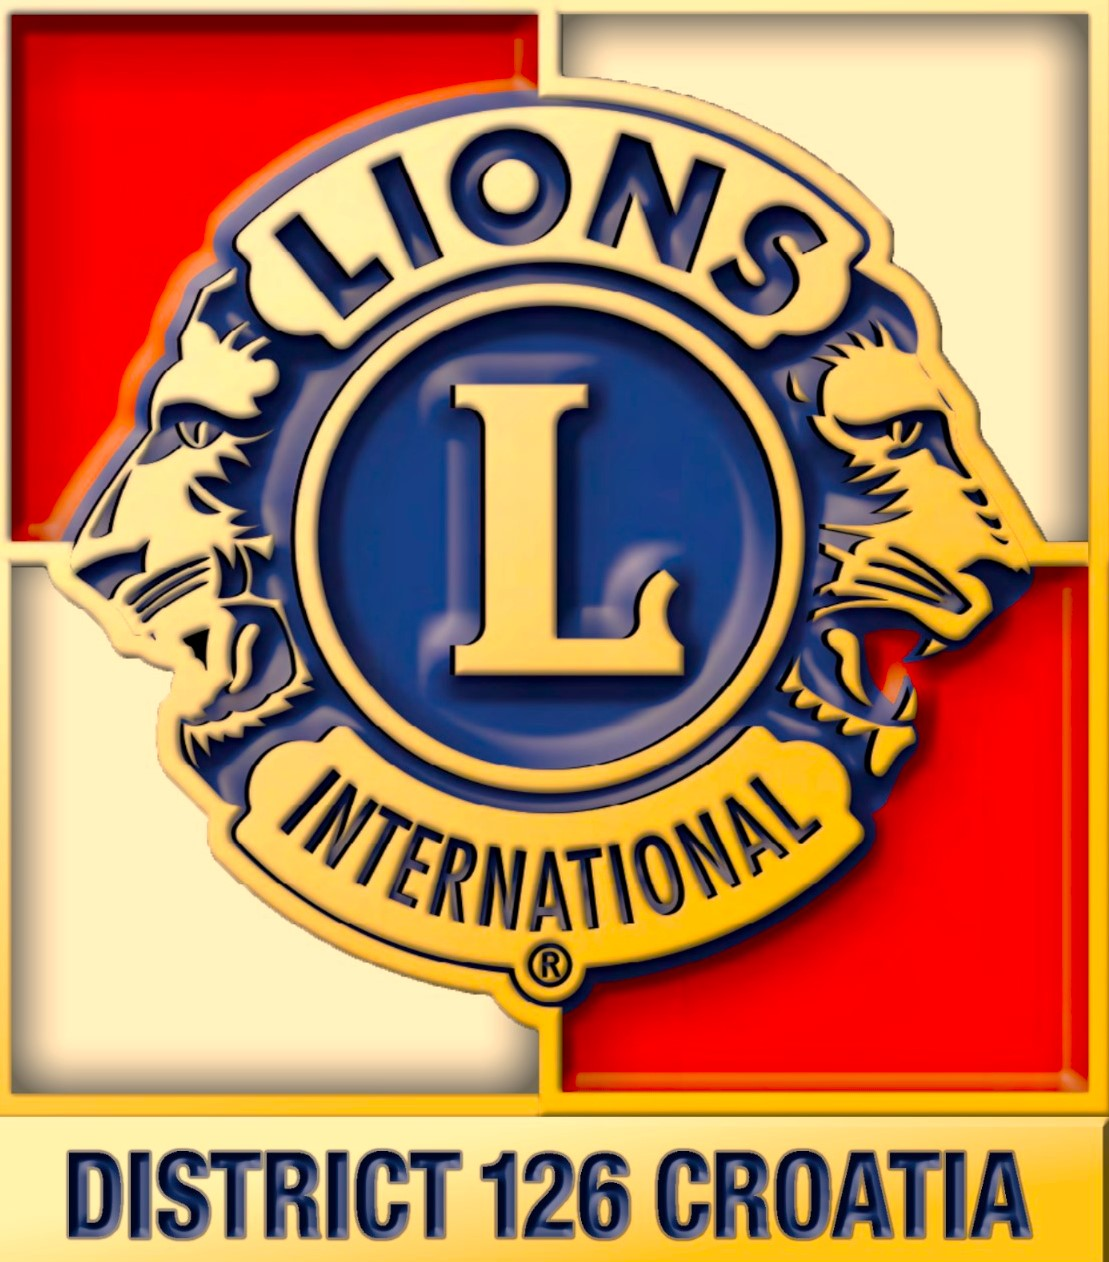 LIONS
L
INTERNATIONAL
®
DISTRICT 126 CROATIA